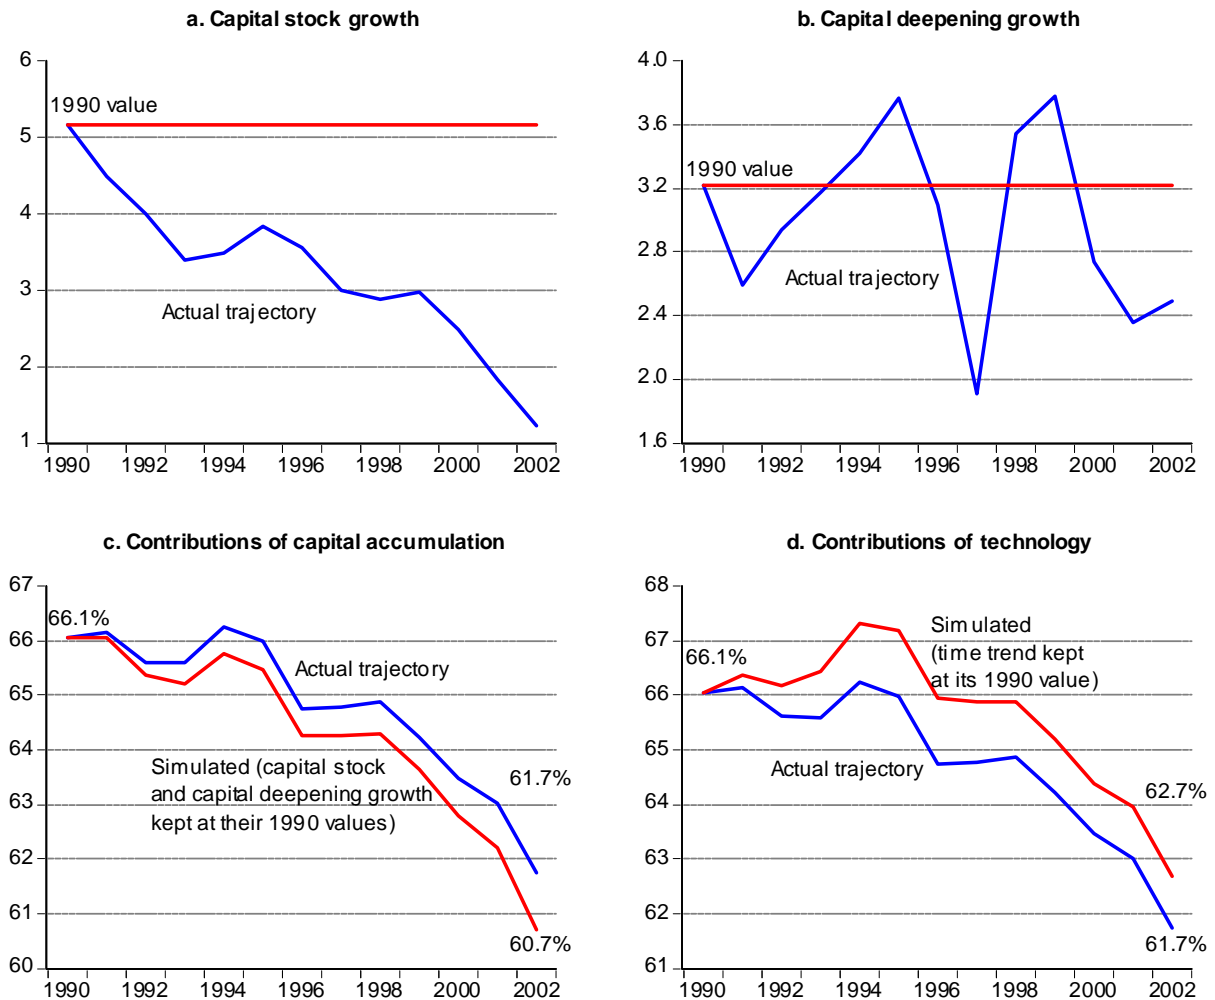 a. Capital stock growth
6
5
4
3
2
1
1990 value
Actual trajectory
1990 1992 1994 1996 1998 2000 2002
b. Capital deepening growth
4.0
3.6
3.2
2.8
2.4
2.0
1.6
1990 value
Actual trajectory
1990 1992 1994 1996 1998 2000 2002
c. Contributions of capital accumulation
67
66
65
64
63
62
61
60
66.1%
Actual trajectory
Simulated (capital stock
and capital deepening growth
kept at their 1990 values)
61.7%
60.7%
1990 1992 1994 1996 1998 2000 2002
d. Contributions of technology
68
67
66
65
64
63
62
61
66.1%
Simulated
(time trend kept
at its 1990 value)
Actual trajectory
62.7%
61.7%
1990 1992 1994 1996 1998 2000 2002